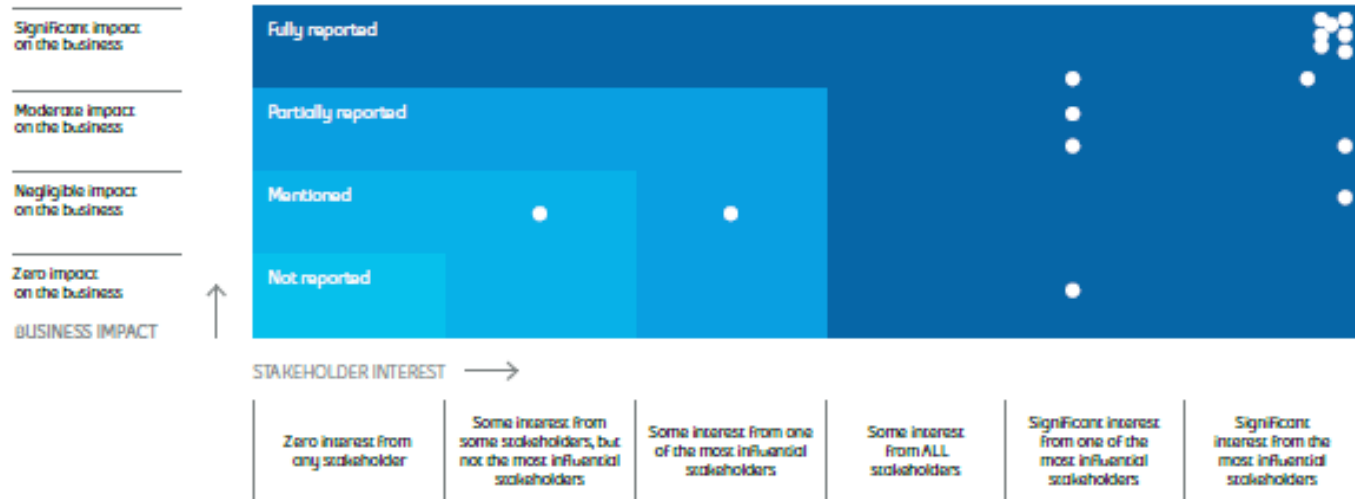 Significant impact
on the business
Fully reported
Moderate impact
on the business
Partially reported
Negligible impact
on the business
Mentioned
Zero impact
on the business
Not reported
BUSINESS IMPACT
STAKEHOLDER INTEREST
Zero interest from
any stakeholder
Some interest from
some stakeholders, but
not the most influential
stakeholders
Some interest from one
of the most influential
stakeholders
Some interest
from ALL
stakeholders
Significant interest
from one of the
most influential
stakeholders
Significant
interest from the
most influential
stakeholders